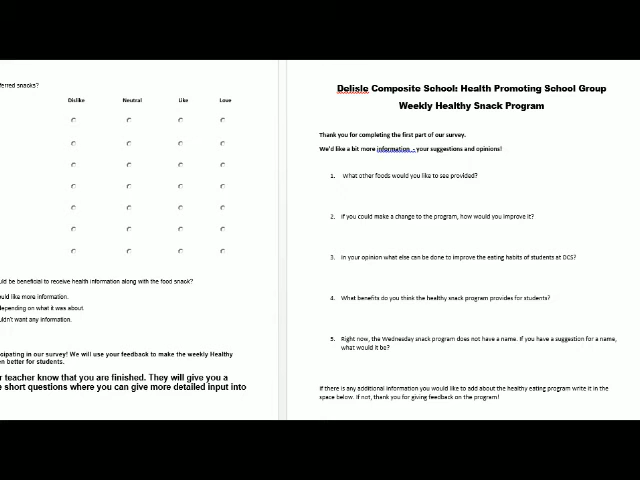 ferred snacks?
Dislike Neutral Like Love
uld be beneficial to receive health information along with the food snack?
ould like more information.
depending on what it was about.
uldn't want any information.
cipating in our survey! We will use your feedback to make the weekly Healthy
en better for students.
r teacher know that you are finished. They will give you a
e short questions where you can give more detailed input into
Delisle Composite School: Health Promoting School Group
Weekly Healthy Snack Program
Thank you for completing the first part of our survey.
We'd like a bit more information - your suggestions and opinions!
1. What other foods would you like to see provided?
2. If you could make a change to the program, how would you improve it?
3. In your opinion what else can be done to improve the eating habits of students at DCS?
4. What benefits do you think the healthy snack program provides for students?
5. Right now, the Wednesday snack program does not have a name. If you have a suggestion for a name,
what would it be?
If there is any additional information you would like to add about the healthy eating program write it in the
space below. If not, thank you for giving feedback on the program!